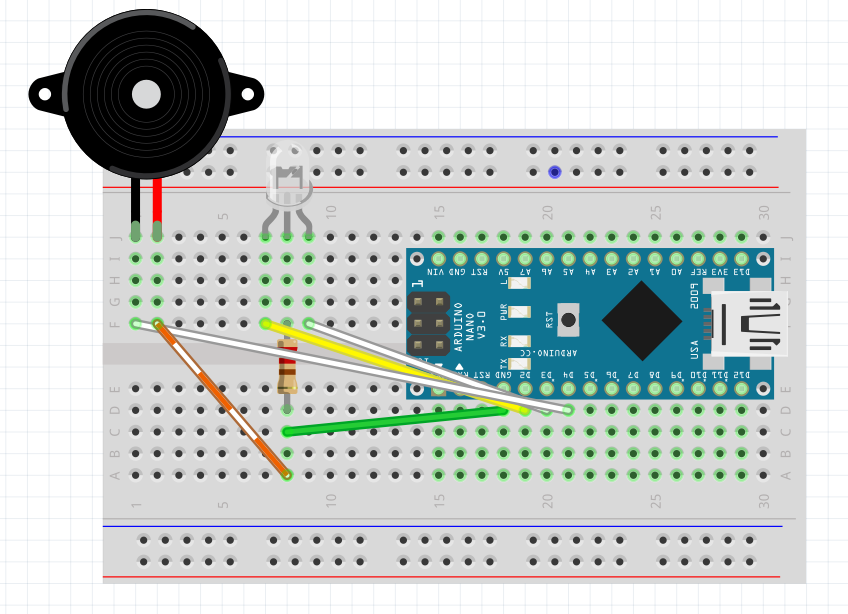 5 10 15 20 25 30
J J
I I
H H
G G
F
VIN GND RST 5V A7 A6 A5 A4 A3 A2 A1 A0 REF 3V3 D13
1
L
PWR
RX
TX
ARDUINO
NANO
V3.0
RST
ARDUINO.CC
2009
USA
RST GND D2 D3 D4 D5 D6 D7 D8 D9 D10 D11 D12
E E
D D
C C
B B
A A
1 5 10 15 20 25 30